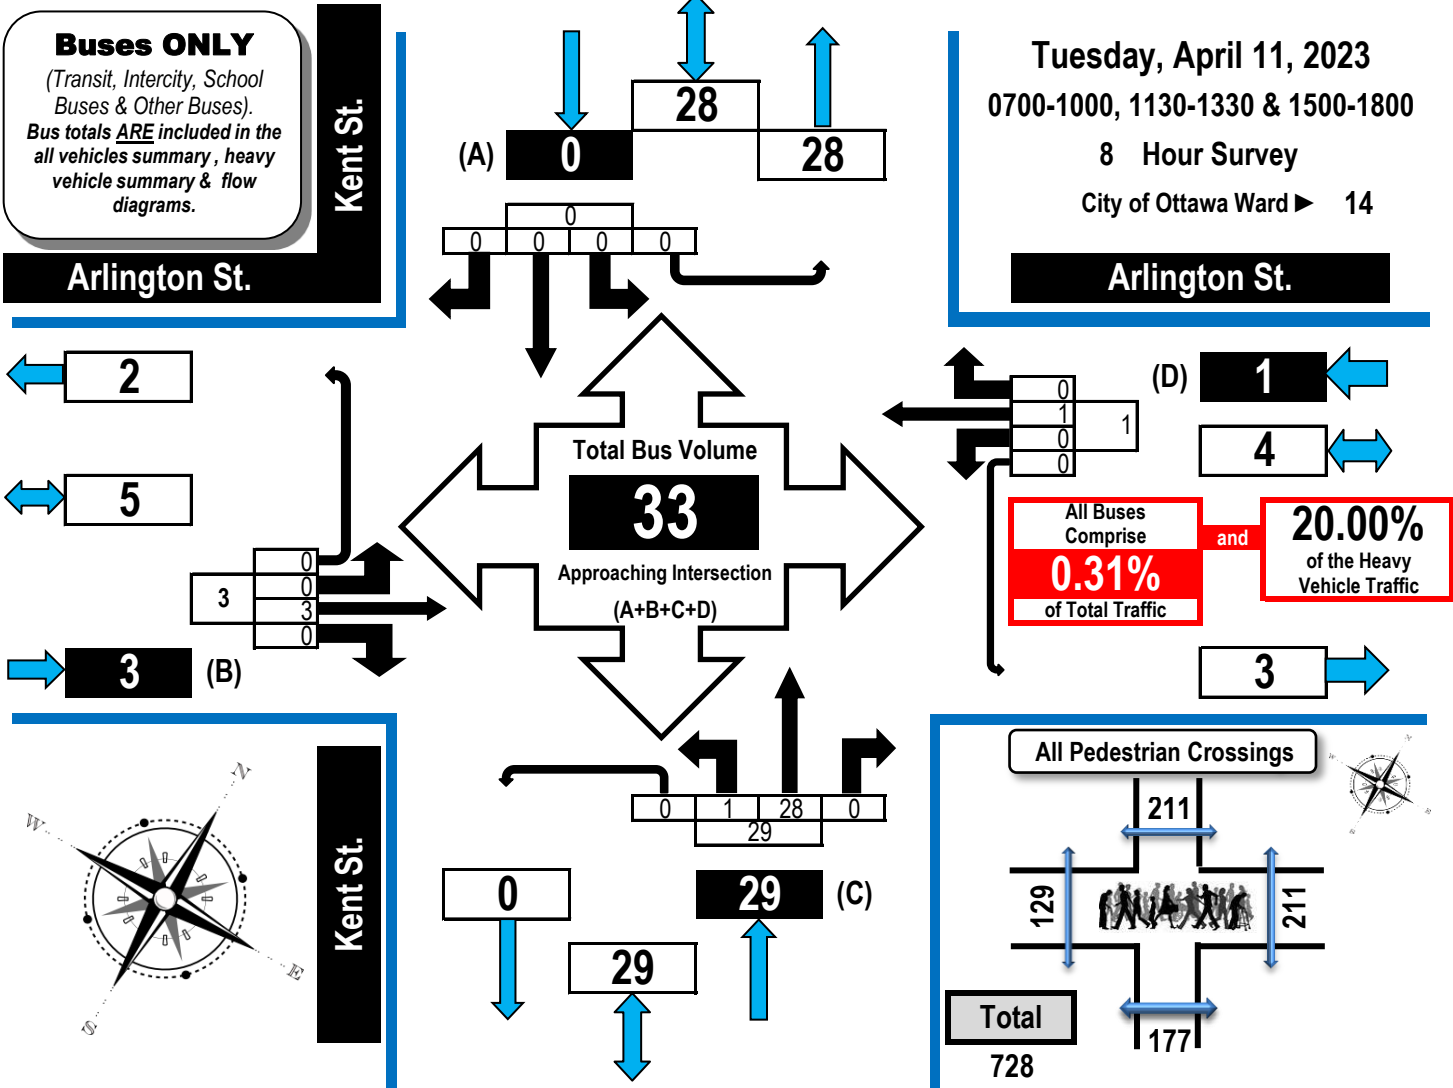 Buses ONLY
(Transit, Intercity, School
Buses & Other Buses).
Bus totals ARE included in the
all vehicles summary , heavy
vehicle summary & flow
diagrams.
Kent St.
Arlington St.
28
(A) 0
28
0
0 0 0 0
Tuesday, April 11, 2023
0700-1000, 1130-1330 & 1500-1800
8 Hour Survey
City of Ottawa Ward ► 14
Arlington St.
2
5
0
0
3
3
0
3 (B)
Total Bus Volume
33
Approaching Intersection
(A+B+C+D)
(D) 1
0
1
1
0
0
4
All Buses
Comprise
0.31%
of Total Traffic
and
20.00%
of the Heavy
Vehicle Traffic
3
Kent St.
N
W
E
S
0 1 28 0
29
0
29 (C)
29
All Pedestrian Crossings
N
W
E
S
211
129
211
177
Total
728